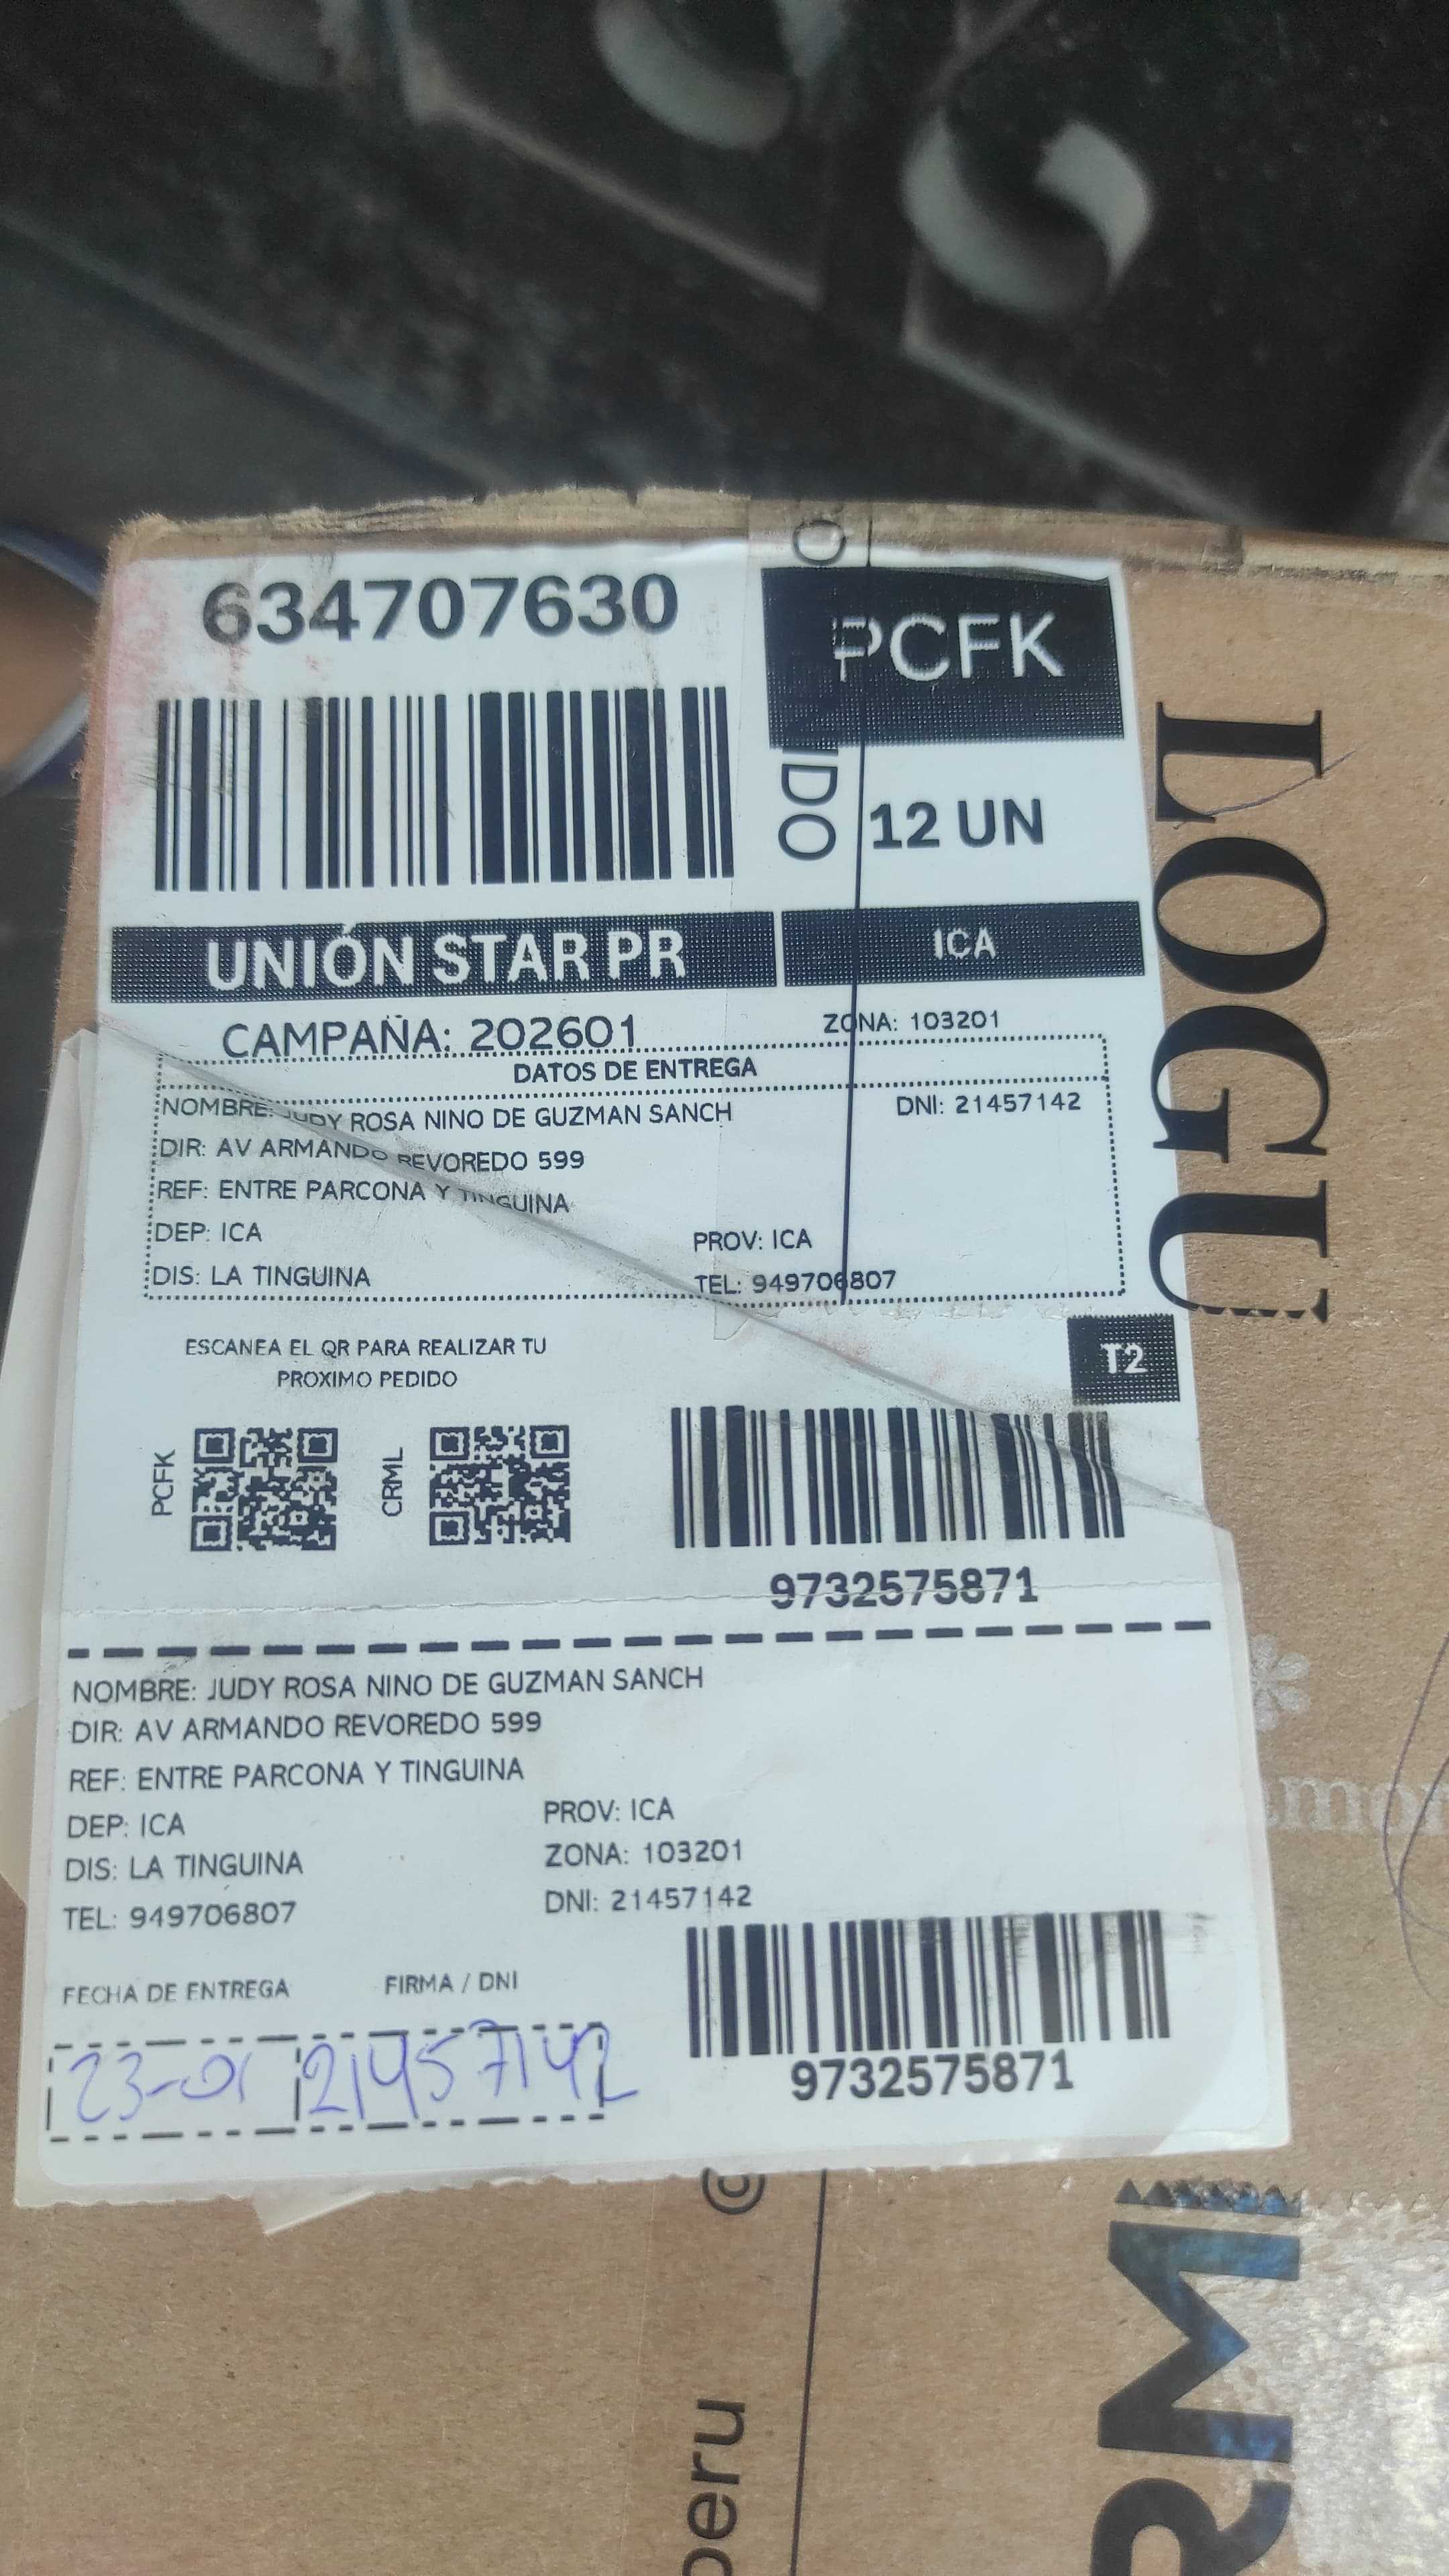 634707630
PCFK
12 UN
UNIÓN STAR PR
ICA
CAMPAÑA: 202601
ZONA: 103201
DATOS DE ENTREGA
NOMBRE: JUDY ROSA NINO DE GUZMAN SANCH
DNI: 21457142
DIR: AV ARMANDO REVOREDO 599
REF: ENTRE PARCONA Y TINGUINA
DEP: ICA
PROV: ICA
DIS: LA TINGUINA
TEL: 949706807
ESCANEA EL QR PARA REALIZAR TU
PROXIMO PEDIDO
T2
PCFK
CRML
9732575871
NOMBRE: JUDY ROSA NINO DE GUZMAN SANCH
DIR: AV ARMANDO REVOREDO 599
REF: ENTRE PARCONA Y TINGUINA
DEP: ICA
PROV: ICA
DIS: LA TINGUINA
ZONA: 103201
TEL: 949706807
DNI: 21457142
FECHA DE ENTREGA
FIRMA / DNI
23-01
21457142
9732575871
LOGU